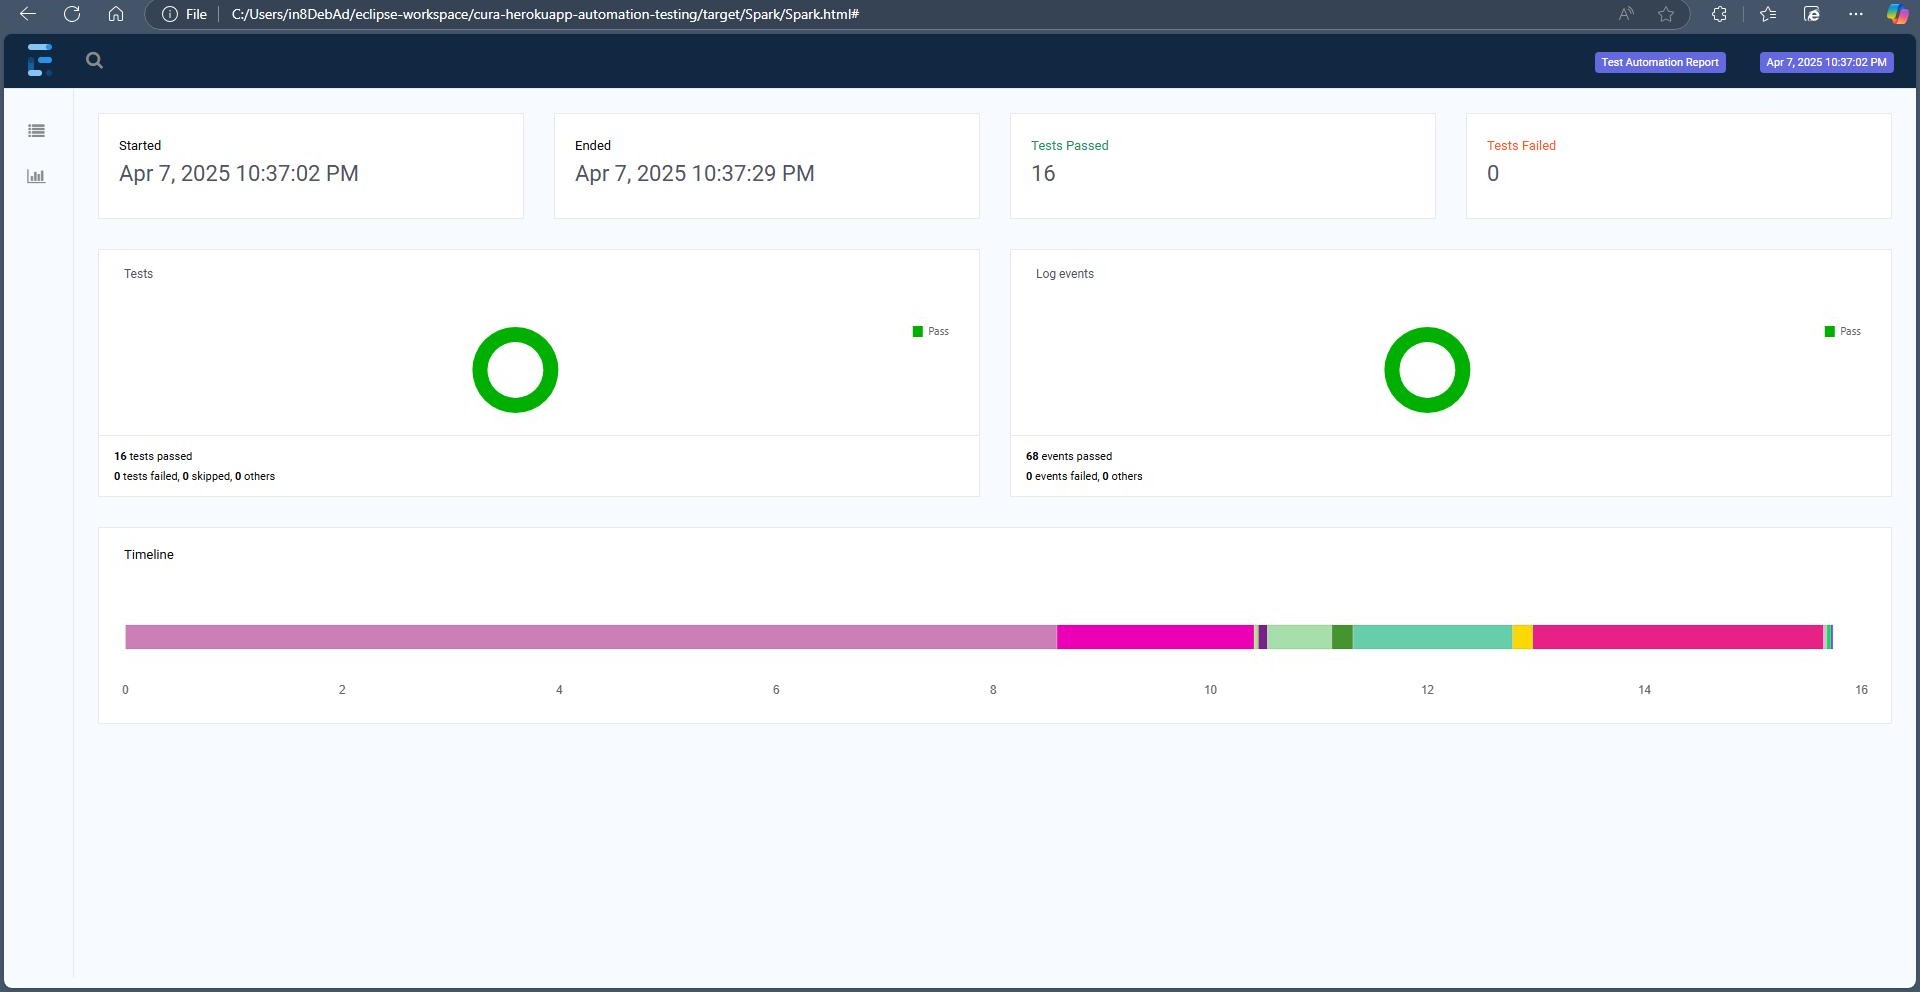 File
C:/Users/in8DebAd/eclipse-workspace/cura-herokuapp-automation-testing/target/Spark/Spark.html#
Test Automation Report
Apr 7, 2025 10:37:02 PM
Started
Apr 7, 2025 10:37:02 PM
Ended
Apr 7, 2025 10:37:29 PM
Tests Passed
16
Tests Failed
0
Tests
Pass
16 tests passed
0 tests failed, 0 skipped, 0 others
Log events
Pass
68 events passed
0 events failed, 0 others
Timeline
0 2 4 6 8 10 12 14 16